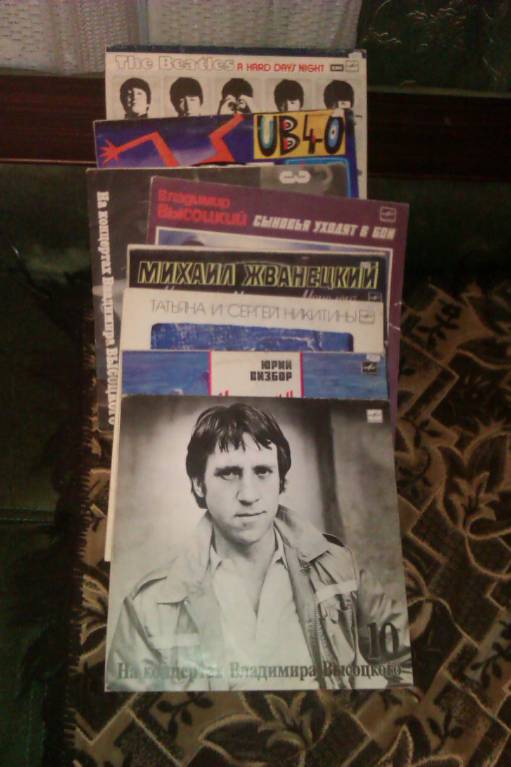 The Beatles A HARD DAY'S NIGHT
UB40
3
На концертах Владимира Высоцкого
Владимир
ВЫСОЦКИЙ СЫНОВЬЯ УХОДЯТ В БОЙ
МИХАИЛ ЖВАНЕЦКИЙ
ТАТЬЯНА И СЕРГЕЙ НИКИТИНЫ
ЮРИЙ
ВИЗБОР
10
На концертах Владимира Высоцкого